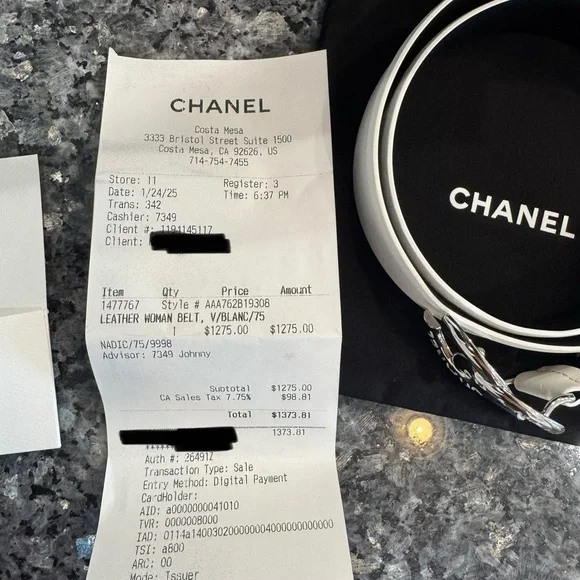 CHANEL
Costa Mesa
3333 Bristol Street Suite 1500
Costa Mesa, CA 92626, US
714-754-7455
Store: 11 Register: 3
Date: 1/24/25 Time: 6:37 PM
Trans: 342
Cashier: 7349
Client #: 1194145117
Client:
Item Qty Price Amount
1477767 Style # AAA762B19308
LEATHER WOMAN BELT, V/BLANC/75
1 $1275.00 $1275.00
NADIC/75/9998
Advisor: 7349 Johnny
Subtotal $1275.00
CA Sales Tax 7.75% $98.81
Total $1373.81
1373.81
Auth #: 26491Z
Transaction Type: Sale
Entry Method: Digital Payment
CardHolder:
AID: a0000000041010
TVR: 0000008000
IAD: 0114a14003020000004000000000000
TSI: a800
ARC: 00
Mode: Issuer
CHANEL